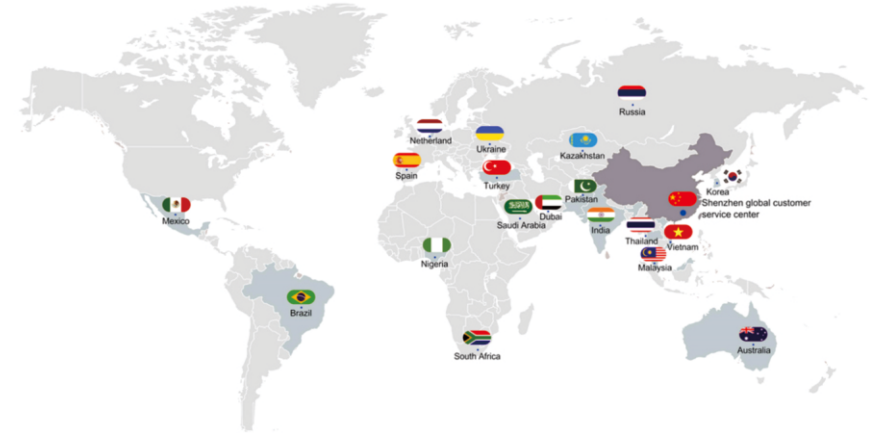 Russia
Netherland
Ukraine
Kazakhstan
Spain
Turkey
Korea
Pakistan
Shenzhen global customer
service center
Mexico
Dubai
Saudi Arabia
India
Thailand
Vietnam
Nigeria
Malaysia
Brazil
Australia
South Africa